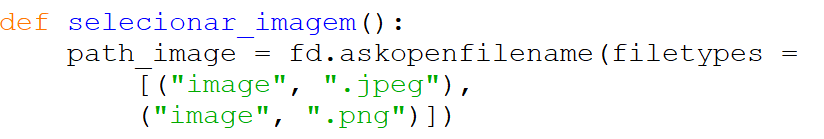 def selecionar_imagem():
    path_image = fd.askopenfilename(filetypes =
        [("image", ".jpeg"),
        ("image", ".png")])